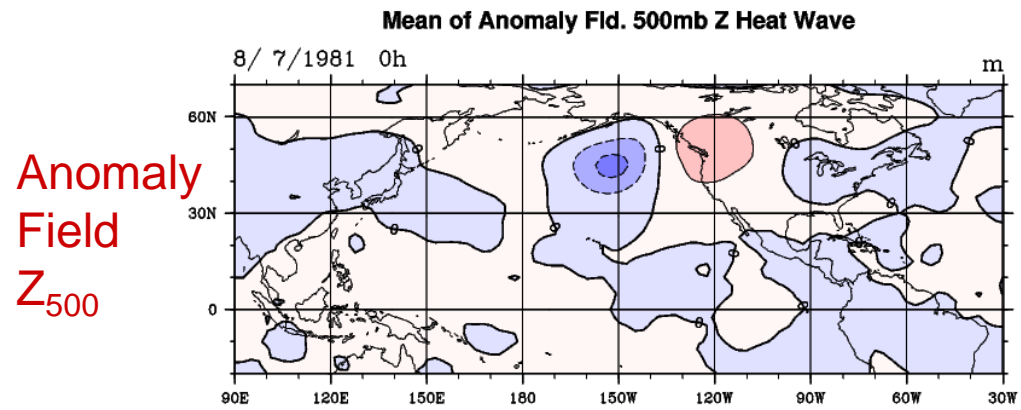 Mean of Anomaly Fld. 500mb Z Heat Wave
8/ 7/1981 0h
m
Anomaly
Field
Z500
60N
30N
0
90E 120E 150E 180 150W 120W 90W 60W 30W